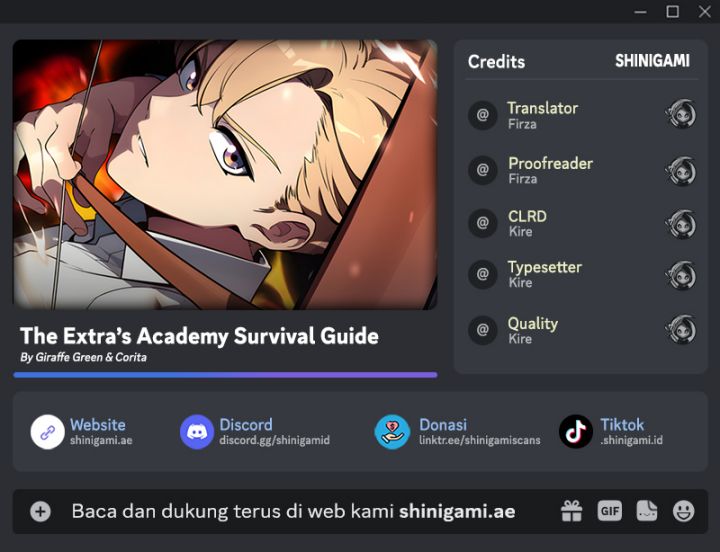 The Extra's Academy Survival Guide
By Giraffe Green & Corita
Credits
SHINIGAMI
@
Translator
Firza
@
Proofreader
Firza
@
CLRD
Kire
@
Typesetter
Kire
@
Quality
Kire
Website
shinigami.ae
Discord
discord.gg/shinigamid
Donasi
linktr.ee/shinigamiscans
Tiktok
.shinigami.id
Baca dan dukung terus di web kami shinigami.ae
GIF